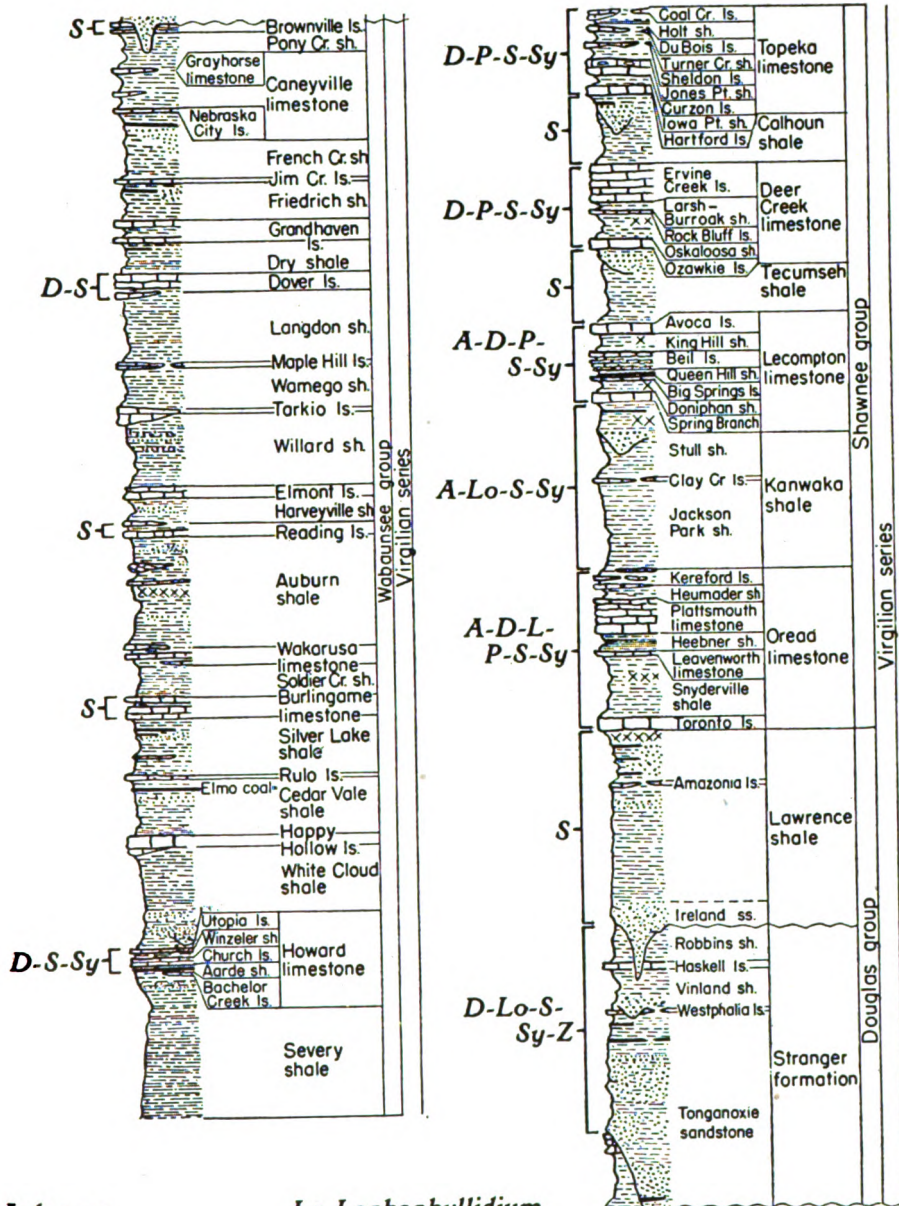 S
Brownville ls.
Pony Cr. sh.
Grayhorse
limestone
Caneyville
limestone
Nebraska
City ls.
French Cr. sh
Jim Cr. ls.
Friedrich sh.
Grandhaven
ls.
Dry shale
D-S
Dover ls.
Langdon sh.
Maple Hill ls.
Wamego sh.
Tarkio ls.
Willard sh.
Elmont ls.
Harveyville sh
S
Reading ls.
Auburn
shale
Wakarusa
limestone
Soldier Cr. sh.
S
Burlingame
limestone
Silver Lake
shale
Rulo ls.
Elmo coal
Cedar Vale
shale
Happy
Hollow ls.
White Cloud
shale
D-S-Sy
Utopia ls.
Winzeler sh
Church ls.
Aarde sh.
Bachelor
Creek ls.
Howard
limestone
Severy
shale
Wabaunsee group
Virgilian series
D-P-S-Sy
Coal Cr. ls.
Holt sh.
Du Bois ls.
Turner Cr. sh
Sheldon ls.
Jones Pt. sh.
Curzon ls.
Iowa Pt. sh.
Hartford ls.
Topeka
limestone
S
Calhoun
shale
D-P-S-Sy
Ervine
Creek ls.
Larsh-
Burroak sh.
Rock Bluff ls.
Oskaloosa sh.
Ozawkie ls.
Deer
Creek
limestone
S
Tecumseh
shale
A-D-P-
S-Sy
Avoca ls.
King Hill sh.
Beil ls.
Queen Hill sh.
Big Springs ls.
Doniphan sh.
Spring Branch
Lecompton
limestone
A-Lo-S-Sy
Stull sh.
Clay Cr ls.
Jackson
Park sh.
Kanwaka
shale
A-D-L-
P-S-Sy
Kereford ls.
Heumader sh
Plattsmouth
limestone
Heebner sh.
Leavenworth
limestone
Snyderville
shale
Toronto ls.
Oread
limestone
Shawnee group
S
Amazonia ls.
Lawrence
shale
Ireland ss.
D-Lo-S-
Sy-Z
Robbins sh.
Haskell ls.
Vinland sh.
Westphalia ls.
Tonganoxie
sandstone
Stranger
formation
Douglas group
Virgilian series